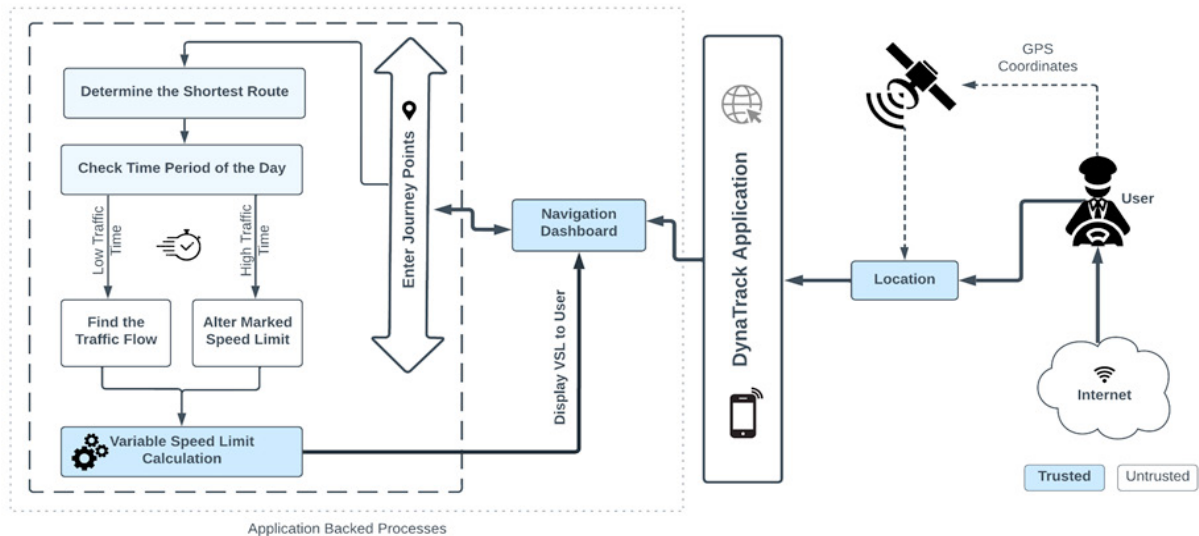 Determine the Shortest Route
Check Time Period of the Day
Low Traffic
Time
High Traffic
Time
Find the
Traffic Flow
Alter Marked
Speed Limit
Variable Speed Limit
Calculation
Enter Journey Points
Navigation
Dashboard
Display VSL to User
DynaTrack Application
GPS
Coordinates
User
Location
Internet
Trusted
Untrusted
Application Backed Processes